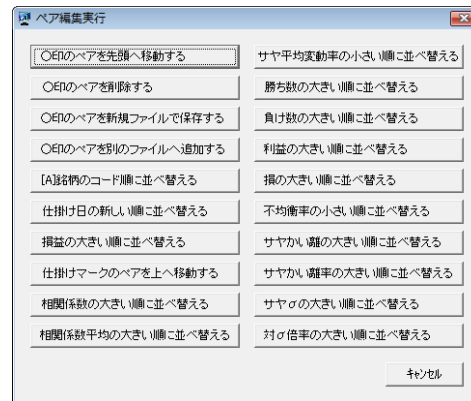 ペア編集実行
〇印のペアを先頭へ移動する
〇印のペアを削除する
〇印のペアを新規ファイルで保存する
〇印のペアを別のファイルへ追加する
[A]銘柄のコード順に並べ替える
仕掛け日の新しい順に並べ替える
損益の大きい順に並べ替える
仕掛けマークのペアを上へ移動する
相関係数の大きい順に並べ替える
相関係数平均の大きい順に並べ替える
サヤ平均変動率の小さい順に並べ替える
勝ち数の大きい順に並べ替える
負け数の大きい順に並べ替える
利益の大きい順に並べ替える
損の大きい順に並べ替える
不均衡率の小さい順に並べ替える
サヤかい離の大きい順に並べ替える
サヤかい離率の大きい順に並べ替える
サヤσの大きい順に並べ替える
対σ倍率の大きい順に並べ替える
キャンセル